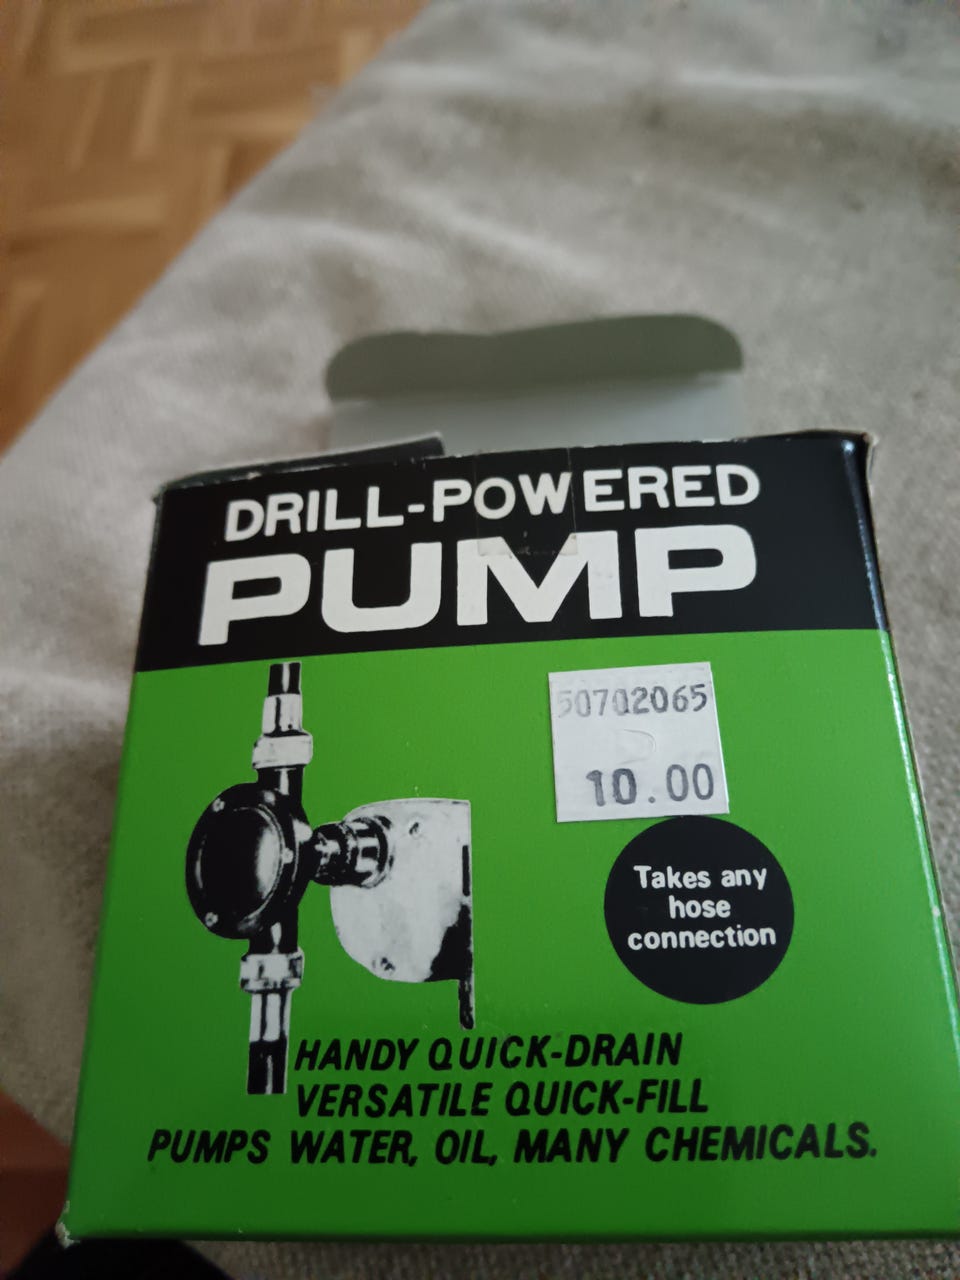 DRILL-POWERED
PUMP
50702065
10.00
Takes any
hose
connection
HANDY QUICK-DRAIN
VERSATILE QUICK-FILL
PUMPS WATER, OIL, MANY CHEMICALS.